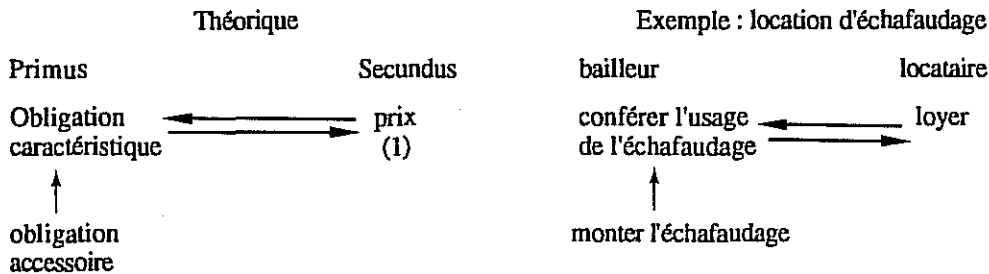 Théorique
Primus Secundus
Obligation prix
caractéristique (1)
obligation
accessoire
Exemple : location d'échafaudage
bailleur locataire
conférer l'usage loyer
de l'échafaudage
monter l'échafaudage